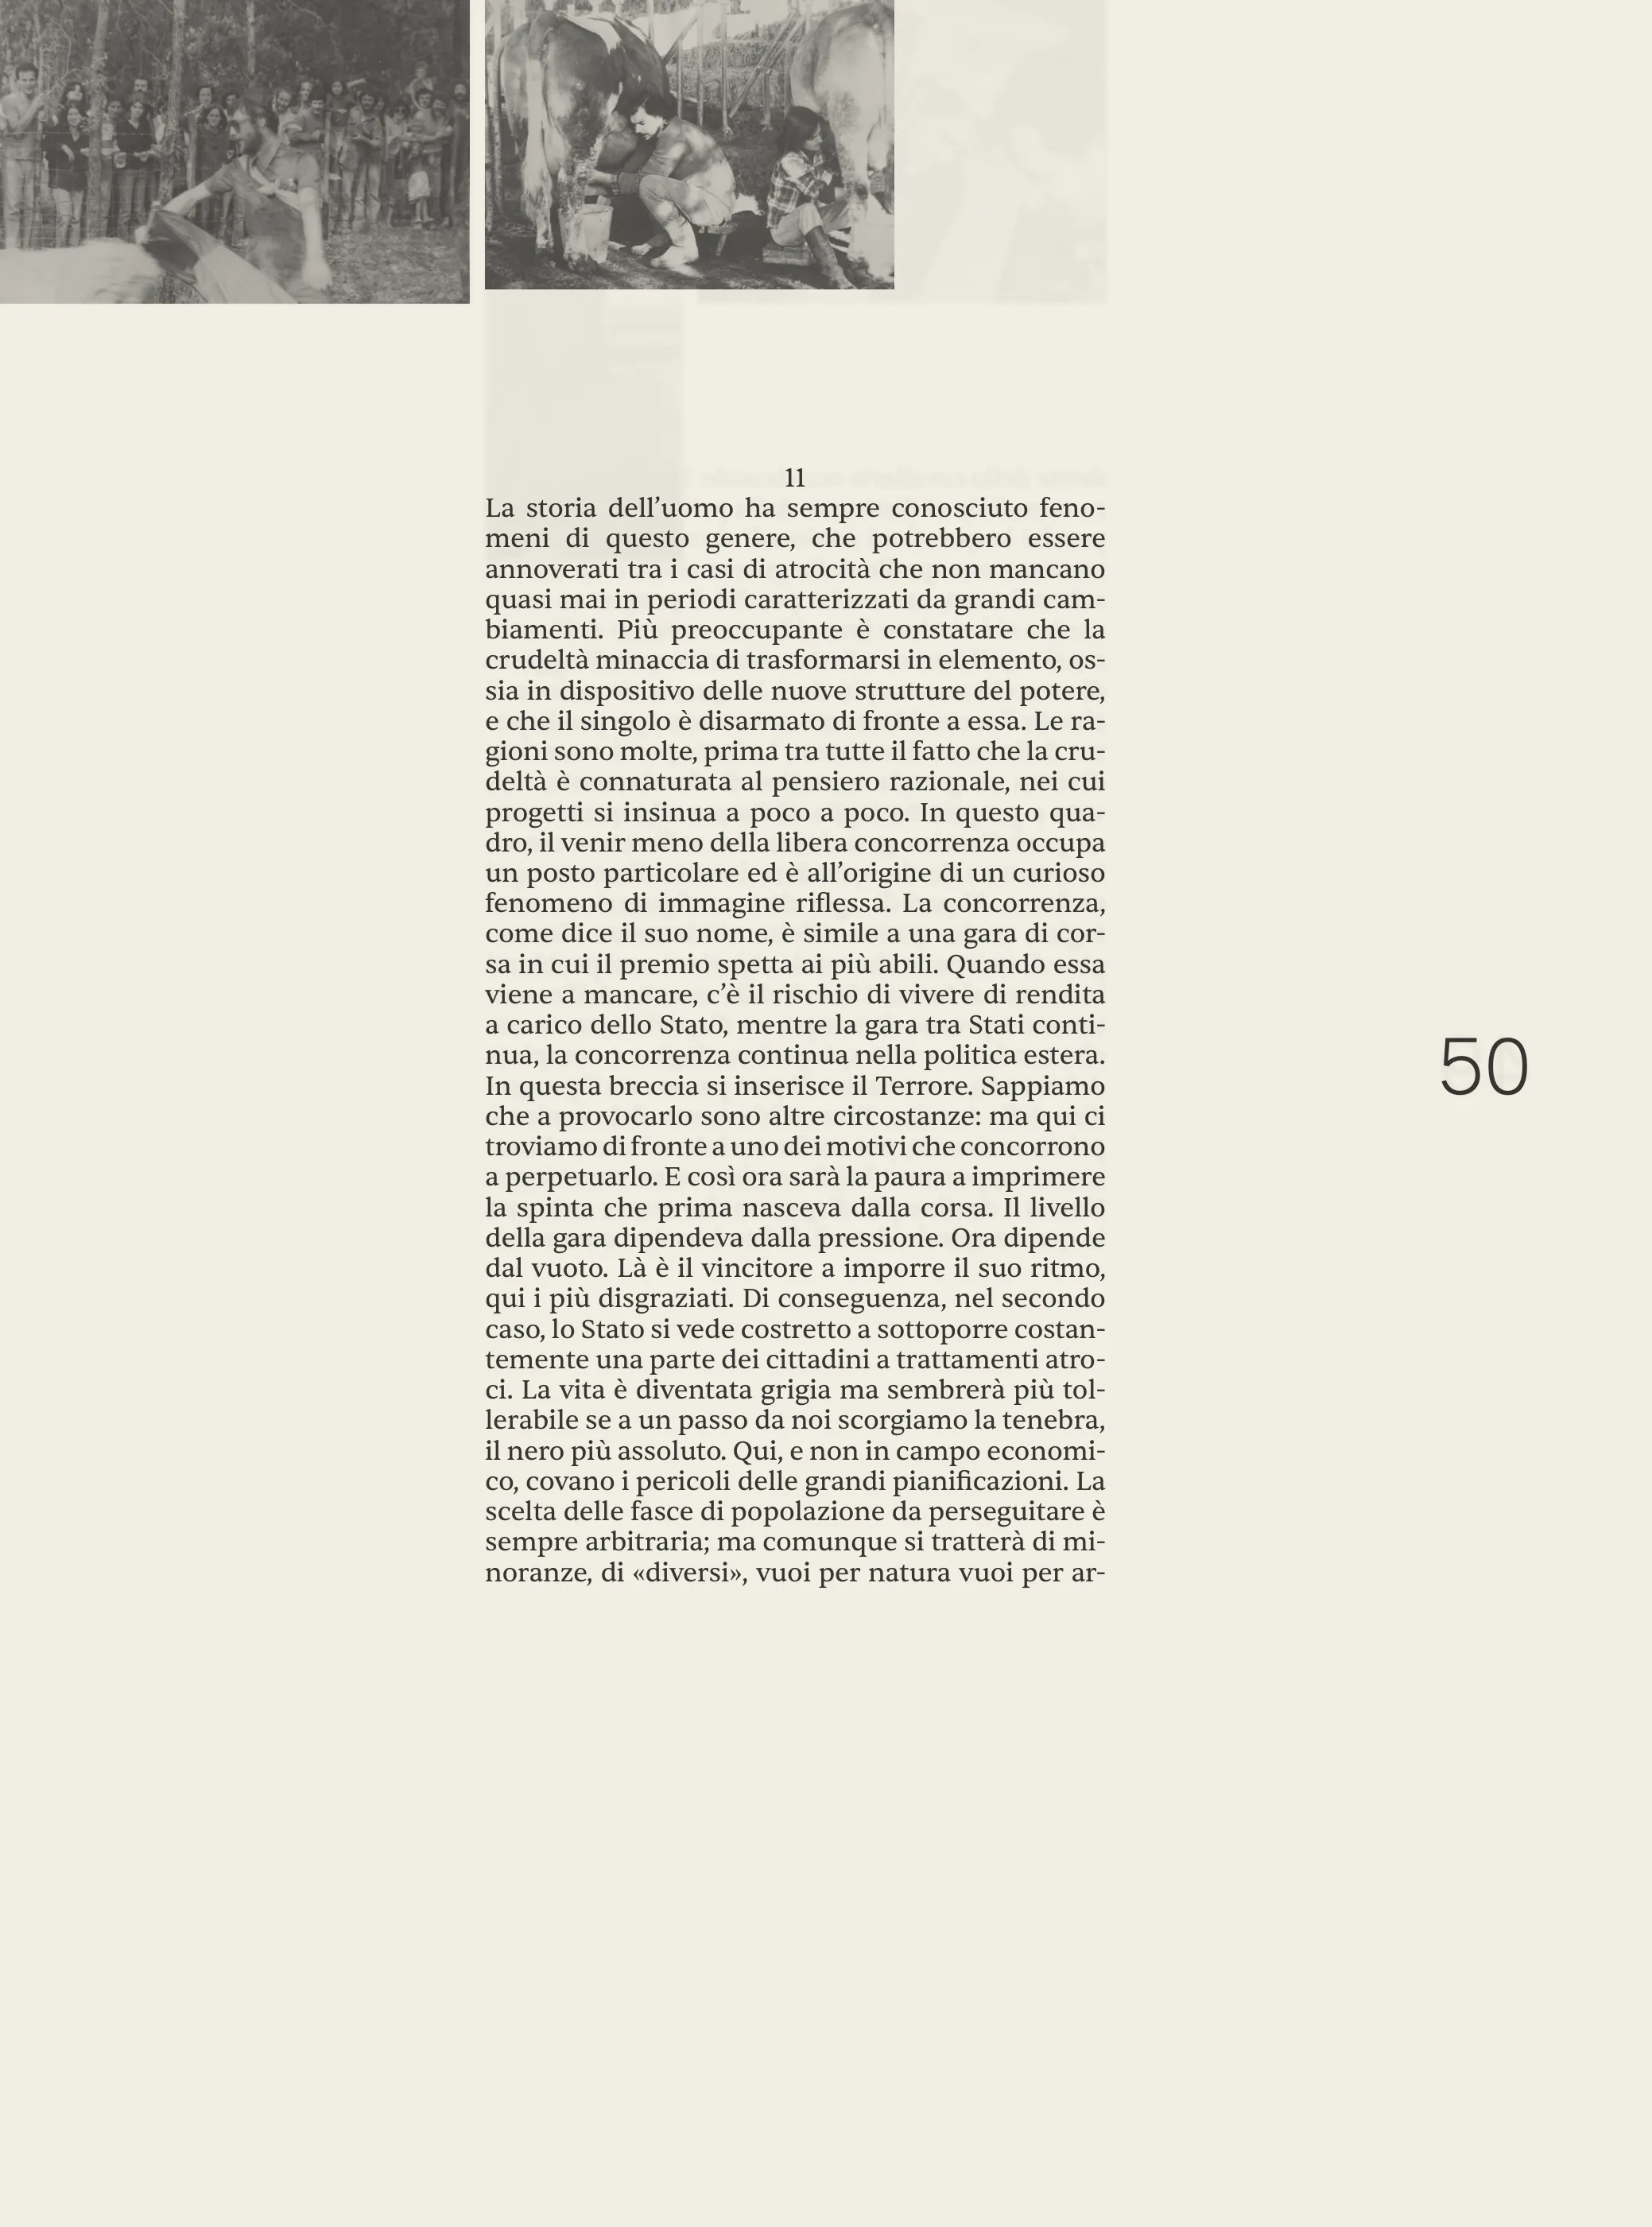 11
La storia dell’uomo ha sempre conosciuto feno-
meni di questo genere, che potrebbero essere
annoverati tra i casi di atrocità che non mancano
quasi mai in periodi caratterizzati da grandi cam-
biamenti. Più preoccupante è constatare che la
crudeltà minaccia di trasformarsi in elemento, os-
sia in dispositivo delle nuove strutture del potere,
e che il singolo è disarmato di fronte a essa. Le ra-
gioni sono molte, prima tra tutte il fatto che la cru-
deltà è connaturata al pensiero razionale, nei cui
progetti si insinua a poco a poco. In questo qua-
dro, il venir meno della libera concorrenza occupa
un posto particolare ed è all’origine di un curioso
fenomeno di immagine riflessa. La concorrenza,
come dice il suo nome, è simile a una gara di cor-
sa in cui il premio spetta ai più abili. Quando essa
viene a mancare, c’è il rischio di vivere di rendita
a carico dello Stato, mentre la gara tra Stati conti-
nua, la concorrenza continua nella politica estera.
In questa breccia si inserisce il Terrore. Sappiamo
che a provocarlo sono altre circostanze: ma qui ci
troviamo di fronte a uno dei motivi che concorrono
a perpetuarlo. E così ora sarà la paura a imprimere
la spinta che prima nasceva dalla corsa. Il livello
della gara dipendeva dalla pressione. Ora dipende
dal vuoto. Là è il vincitore a imporre il suo ritmo,
qui i più disgraziati. Di conseguenza, nel secondo
caso, lo Stato si vede costretto a sottoporre costan-
temente una parte dei cittadini a trattamenti atro-
ci. La vita è diventata grigia ma sembrerà più tol-
lerabile se a un passo da noi scorgiamo la tenebra,
il nero più assoluto. Qui, e non in campo economi-
co, covano i pericoli delle grandi pianificazioni. La
scelta delle fasce di popolazione da perseguitare è
sempre arbitraria; ma comunque si tratterà di mi-
noranze, di «diversi», vuoi per natura vuoi per ar-
50